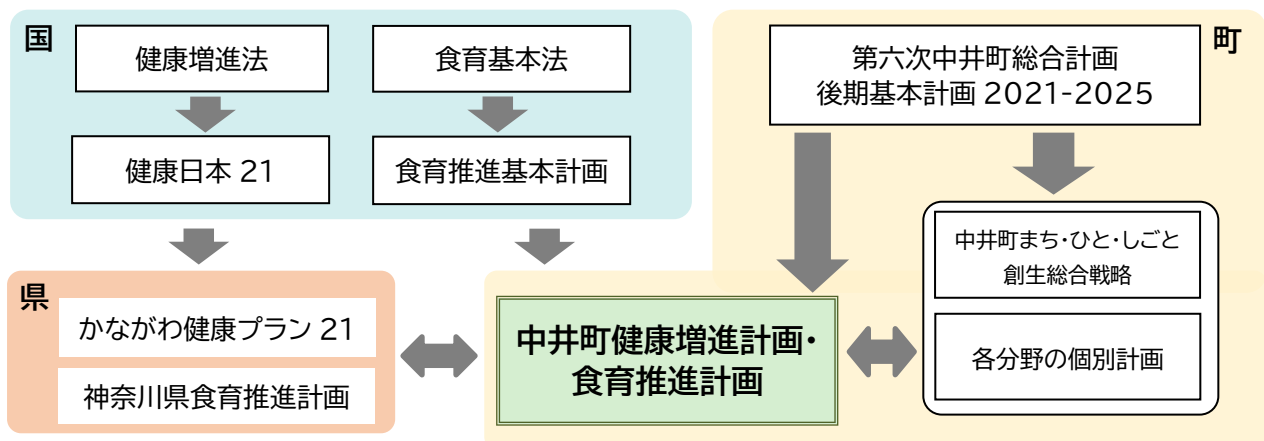 国
健康増進法
食育基本法
健康日本 21
食育推進基本計画
町
第六次中井町総合計画
後期基本計画 2021-2025
中井町まち・ひと・しごと
創生総合戦略
各分野の個別計画
県
かながわ健康プラン 21
神奈川県食育推進計画
中井町健康増進計画・
食育推進計画